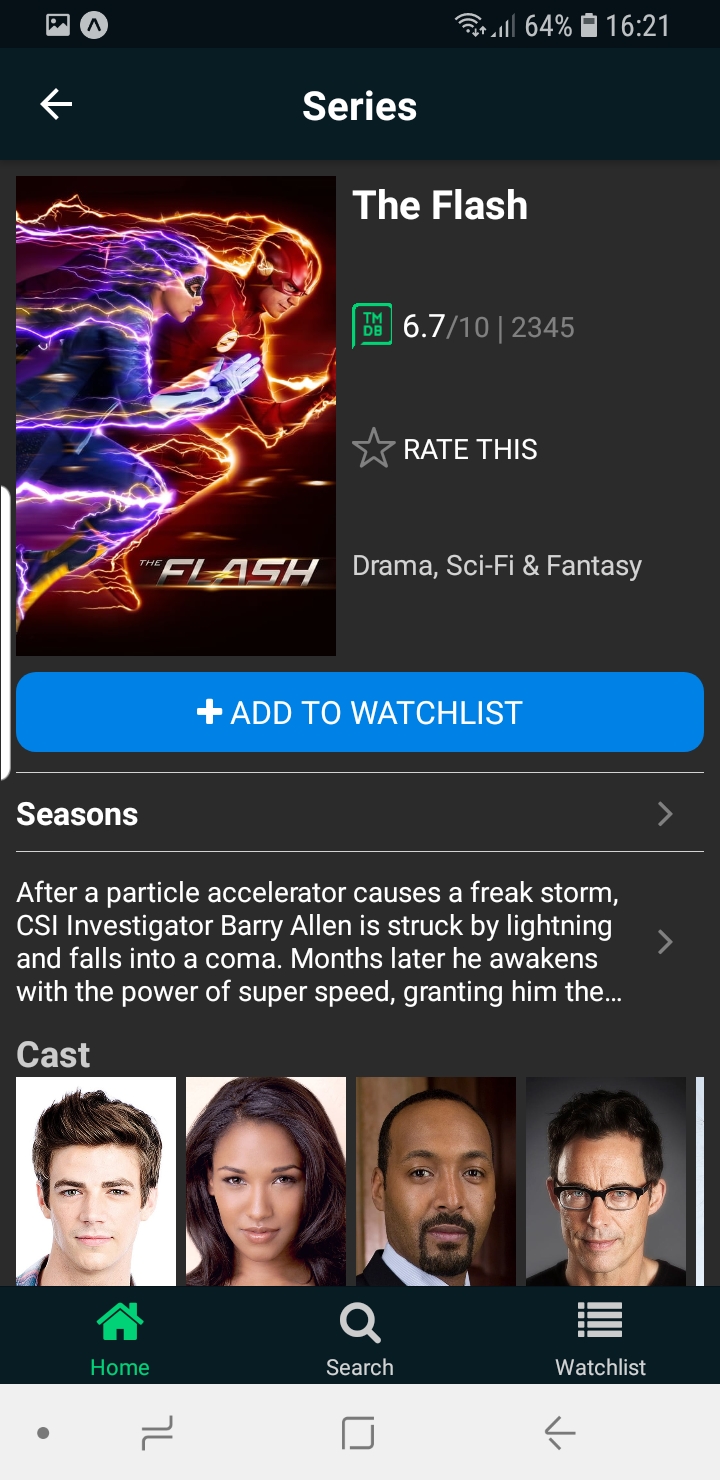 64% 16:21
Series
The Flash
TM
DB
6.7/10 | 2345
RATE THIS
THE FLASH
Drama, Sci-Fi & Fantasy
ADD TO WATCHLIST
Seasons
After a particle accelerator causes a freak storm,
CSI Investigator Barry Allen is struck by lightning
and falls into a coma. Months later he awakens
with the power of super speed, granting him the…
Cast
Home Search Watchlist